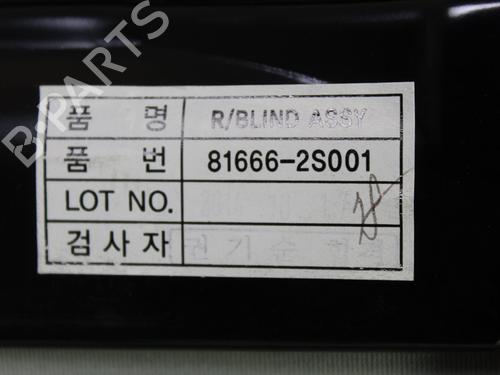 B-PARTS
품 명 R/BLIND ASSY
품 번 81666-2S001
LOT NO.
검사자